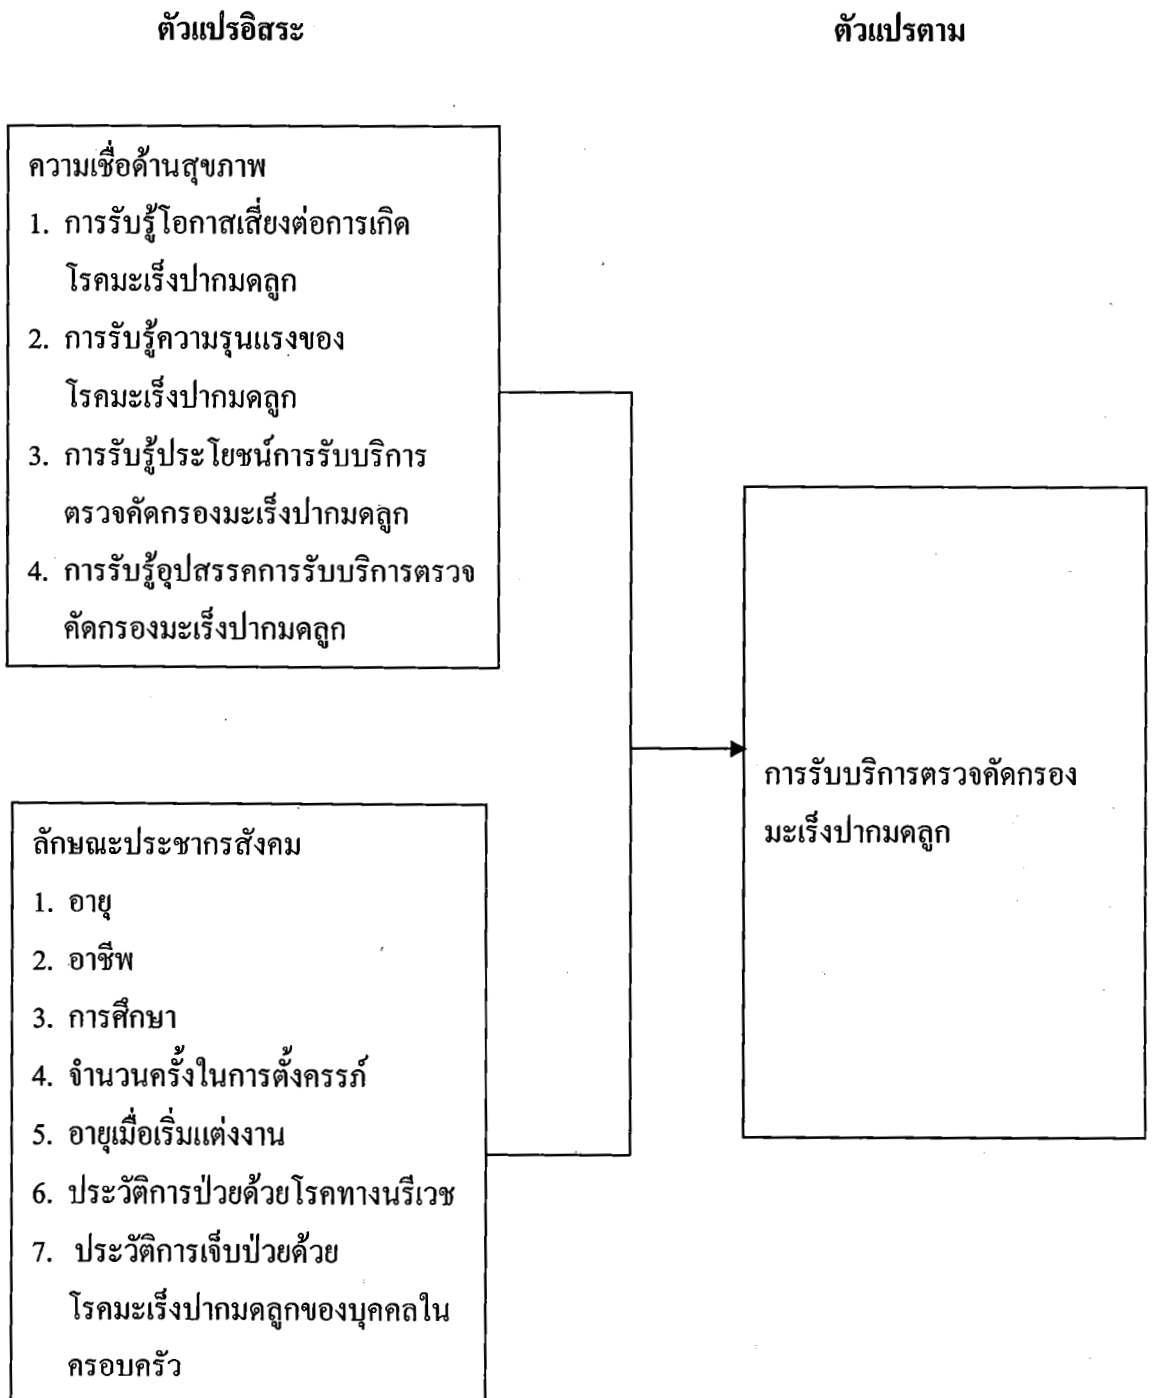 ตัวแปรอิสระ
ตัวแปรตาม
ความเชื่อด้านสุขภาพ
1. การรับรู้โอกาสเสี่ยงต่อการเกิด
โรคมะเร็งปากมดลูก
2. การรับรู้ความรุนแรงของ
โรคมะเร็งปากมดลูก
3. การรับรู้ประโยชน์การรับบริการ
ตรวจคัดกรองมะเร็งปากมดลูก
4. การรับรู้อุปสรรคการรับบริการตรวจ
คัดกรองมะเร็งปากมดลูก
ลักษณะประชากรสังคม
1. อายุ
2. อาชีพ
3. การศึกษา
4. จำนวนครั้งในการตั้งครรภ์
5. อายุเมื่อเริ่มแต่งงาน
6. ประวัติการป่วยด้วยโรคทางนรีเวช
7. ประวัติการเจ็บป่วยด้วย
โรคมะเร็งปากมดลูกของบุคคลใน
ครอบครัว
การรับบริการตรวจคัดกรอง
มะเร็งปากมดลูก